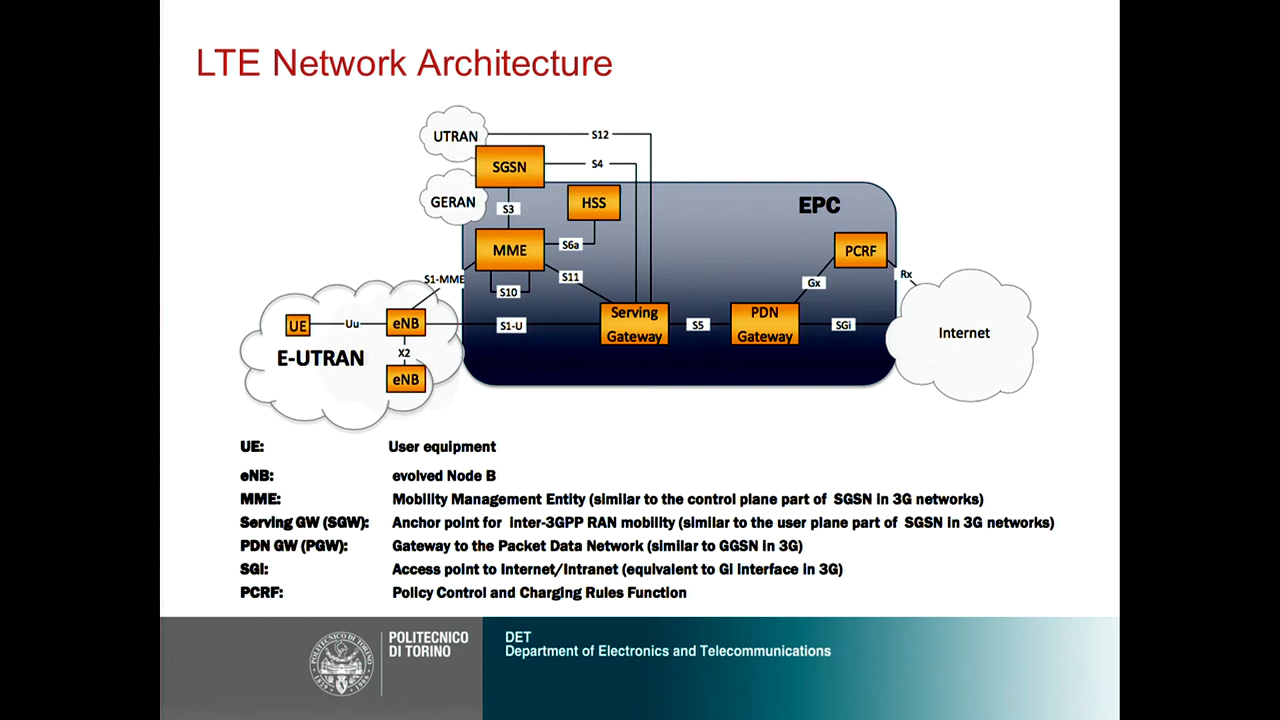 LTE Network Architecture
UTRAN
S12
SGSN
S4
GERAN
S3
HSS
EPC
MME
S6a
PCRF
S1-MME
S10
S11
Gx
Rx
UE
Uu
eNB
S1-U
Serving
Gateway
S5
PDN
Gateway
SGi
Internet
X2
E-UTRAN
eNB
UE: User equipment
eNB: evolved Node B
MME: Mobility Management Entity (similar to the control plane part of SGSN in 3G networks)
Serving GW (SGW): Anchor point for inter-3GPP RAN mobility (similar to the user plane part of SGSN in 3G networks)
PDN GW (PGW): Gateway to the Packet Data Network (similar to GGSN in 3G)
SGi: Access point to Internet/Intranet (equivalent to Gi interface in 3G)
PCRF: Policy Control and Charging Rules Function
POLITECNICO
DI TORINO
DET
Department of Electronics and Telecommunications